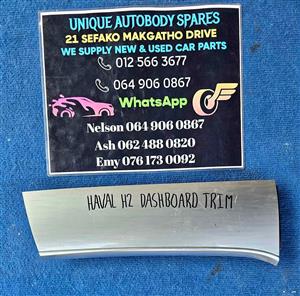 UNIQUE AUTOBODY SPARES
21 SEFAKO MAKGATHO DRIVE
WE SUPPLY NEW & USED CAR PARTS
012 566 3677
064 906 0867
WhatsApp
Nelson 064 906 0867
Ash 062 488 0820
Emy 076 173 0092
HAVAL H2 DASHBOARD TRIM